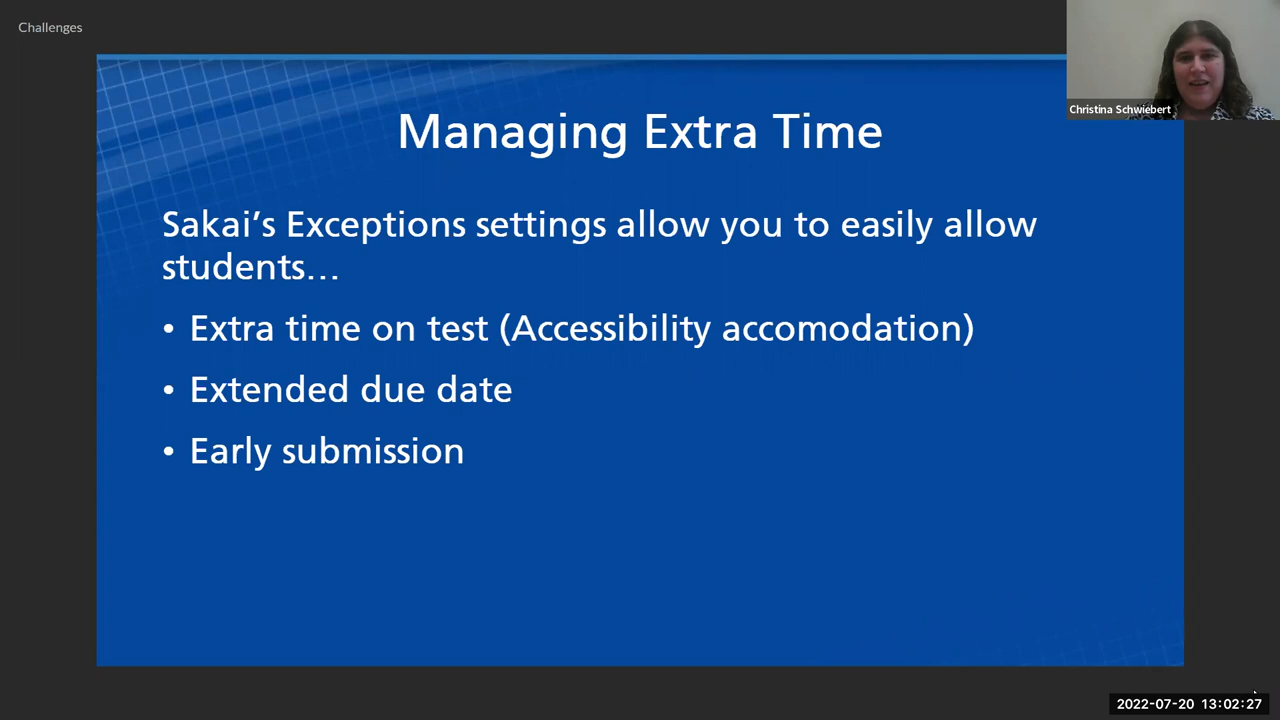 Challenges
Christina Schwiebert
Managing Extra Time
Sakai’s Exceptions settings allow you to easily allow
students…
• Extra time on test (Accessibility accomodation)
• Extended due date
• Early submission
2022-07-20 13:02:27